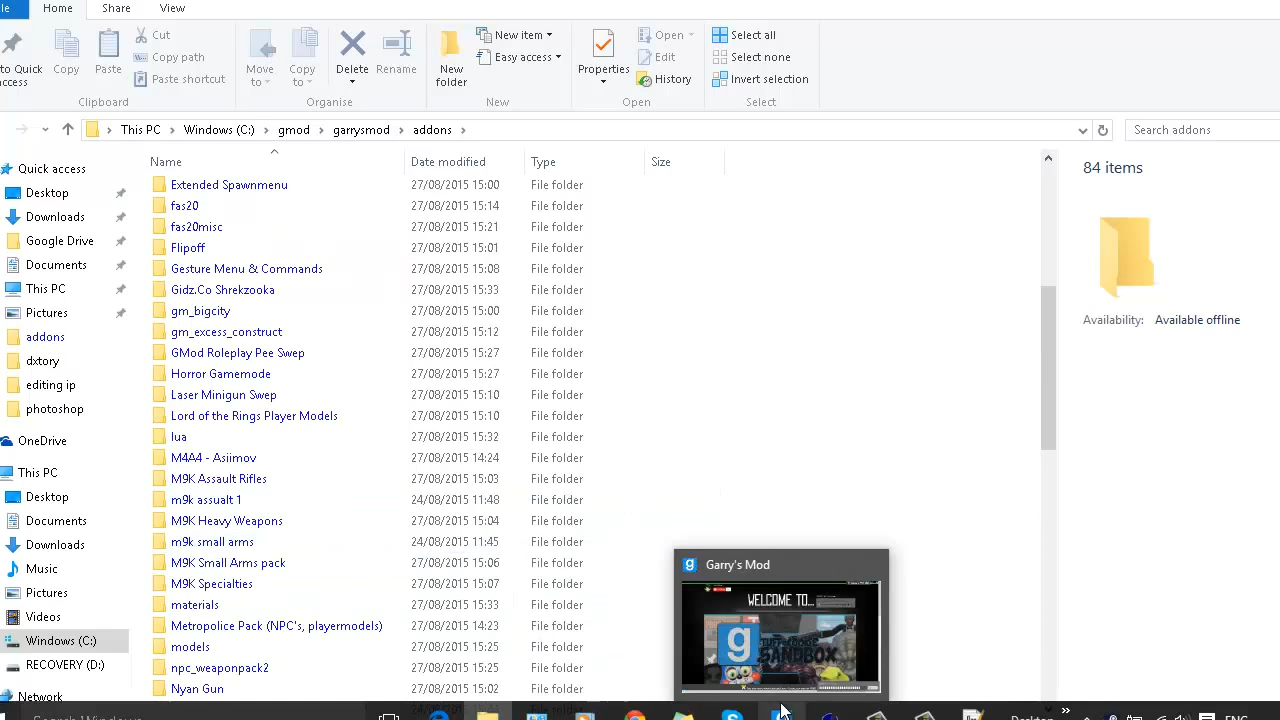 le Home Share View
to Quick access
Copy
Paste
Cut
Copy path
Paste shortcut
Clipboard
Move to
Copy to
Delete
Rename
Organise
New folder
New item
Easy access
New
Properties
Open
Edit
History
Open
Select all
Select none
Invert selection
Select
This PC > Windows (C:) > gmod > garrysmod > addons >
Search addons
Quick access
Desktop
Downloads
Google Drive
Documents
This PC
Pictures
addons
dxtory
editing ip
photoshop
OneDrive
This PC
Desktop
Documents
Downloads
Music
Pictures
Videos
Windows (C:)
RECOVERY (D:)
Name Date modified Type Size
Extended Spawnmenu 27/08/2015 15:00 File folder
fas20 27/08/2015 15:14 File folder
fas20misc 27/08/2015 15:21 File folder
Flipoff 27/08/2015 15:01 File folder
Gesture Menu & Commands 27/08/2015 15:08 File folder
Gidz.Co Shrekzooka 27/08/2015 15:33 File folder
gm_bigcity 27/08/2015 15:00 File folder
gm_excess_construct 27/08/2015 15:12 File folder
GMod Roleplay Pee Swep 27/08/2015 15:27 File folder
Horror Gamemode 27/08/2015 15:27 File folder
Laser Minigun Swep 27/08/2015 15:10 File folder
Lord of the Rings Player Models 27/08/2015 15:10 File folder
lua 27/08/2015 15:32 File folder
M4A4 - Asiimov 27/08/2015 14:24 File folder
M9K Assault Rifles 27/08/2015 15:03 File folder
m9k assualt 1 24/08/2015 11:48 File folder
M9K Heavy Weapons 27/08/2015 15:04 File folder
m9k small arms 24/08/2015 11:45 File folder
M9K Small Arms pack 27/08/2015 15:06 File folder
M9K Specialties 27/08/2015 15:07 File folder
materials 27/08/2015 15:33 File folder
Metropolice Pack (NPC's, playermodels) 27/08/2015 14:23 File folder
models 27/08/2015 15:25 File folder
npc_weaponpack2 27/08/2015 15:25 File folder
27/08/2015 15:02 File folder
84 items
Availability: Available offline
Garry's Mod
WELCOME TO...
g
SANDBOX
Search Windows
Desktop
ENG